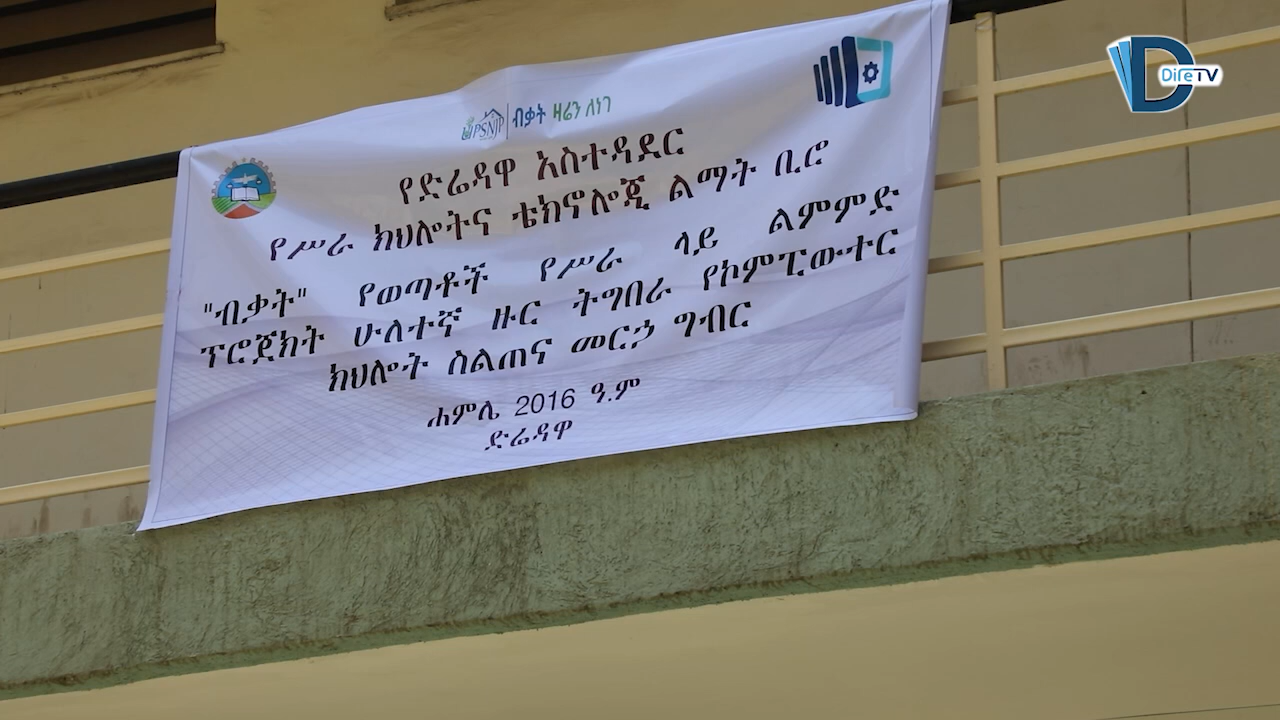 DireTV
UPSNJP ብቃት ዛሬን ለነገ
የድሬዳዋ አስተዳደር
የሥራ ክህሎትና ቴክኖሎጂ ልማት ቢሮ
"ብቃት" የወጣቶች የሥራ ላይ ልምምድ
ፕሮጀክት ሁለተኛ ዙር ትግበራ የኮምፒውተር
ክህሎት ስልጠና መርኃ ግብር
ሐምሌ 2016 ዓ.ም
ድሬዳዋ